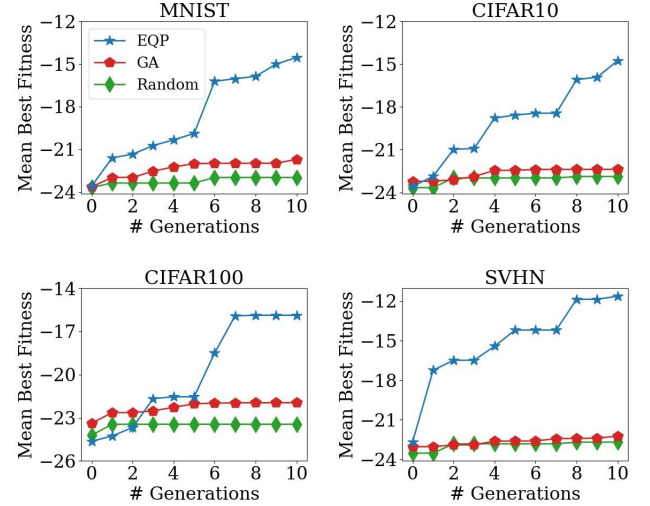 MNIST
Mean Best Fitness
−12
−15
−18
−21
−24
EQP
GA
Random
0 2 4 6 8 10
# Generations
CIFAR10
Mean Best Fitness
−12
−15
−18
−21
−24
0 2 4 6 8 10
# Generations
CIFAR100
Mean Best Fitness
−14
−17
−20
−23
−26
0 2 4 6 8 10
# Generations
SVHN
Mean Best Fitness
−12
−15
−18
−21
−24
0 2 4 6 8 10
# Generations